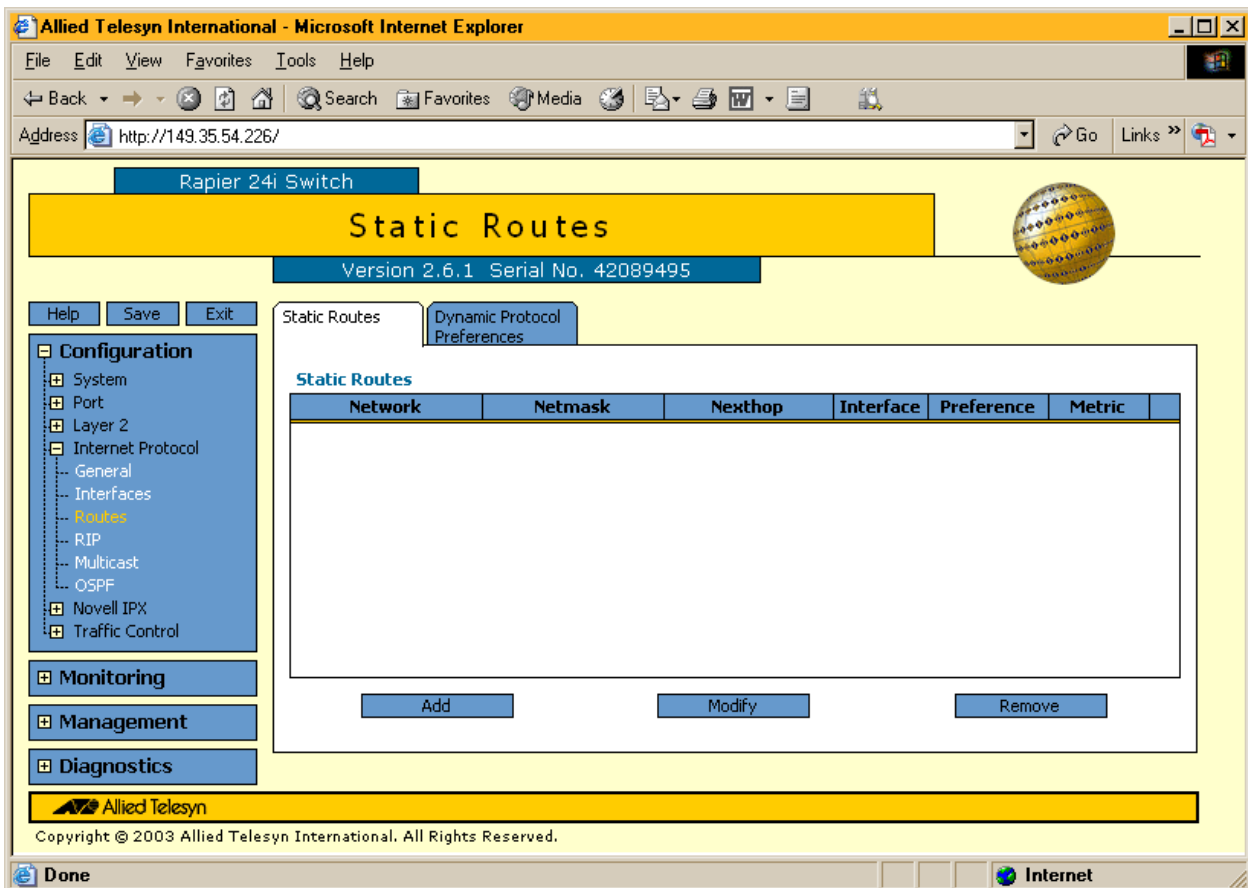 Allied Telesyn International - Microsoft Internet Explorer
File Edit View Favorites Tools Help
Back Search Favorites Media
Address http://149.35.54.226/ Go Links »
Rapier 24i Switch
Static Routes
Version 2.6.1 Serial No. 42089495
Help Save Exit
Static Routes
Dynamic Protocol
Preferences
Configuration
System
Port
Layer 2
Internet Protocol
General
Interfaces
Routes
RIP
Multicast
OSPF
Novell IPX
Traffic Control
Monitoring
Management
Diagnostics
Static Routes
Network Netmask Nexthop Interface Preference Metric
Add Modify Remove
Allied Telesyn
Copyright © 2003 Allied Telesyn International. All Rights Reserved.
Done Internet